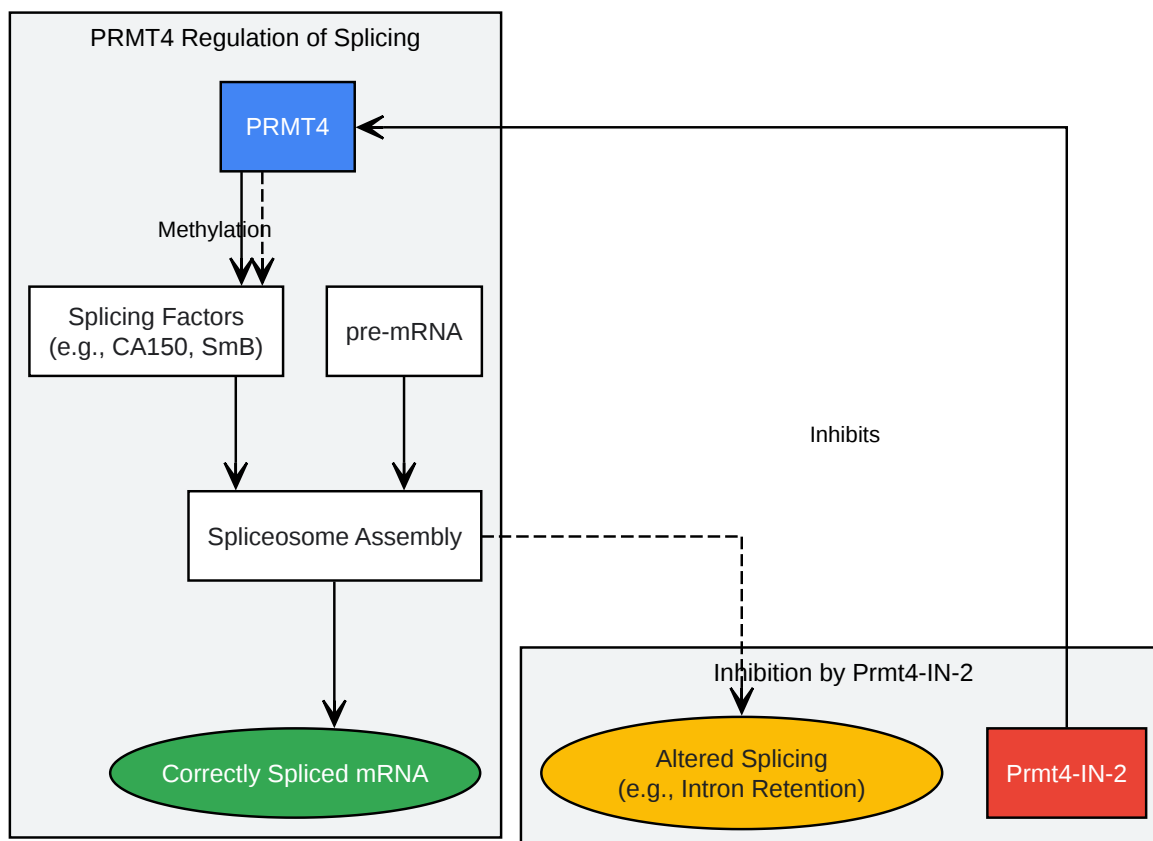 PRMT4 Regulation of Splicing
PRMT4
Methylation
Splicing Factors
(e.g., CA150, SmB)
pre-mRNA
Inhibits
Spliceosome Assembly
Inhibition by Prmt4-IN-2
Correctly Spliced mRNA
Altered Splicing
(e.g., Intron Retention)
Prmt4-IN-2